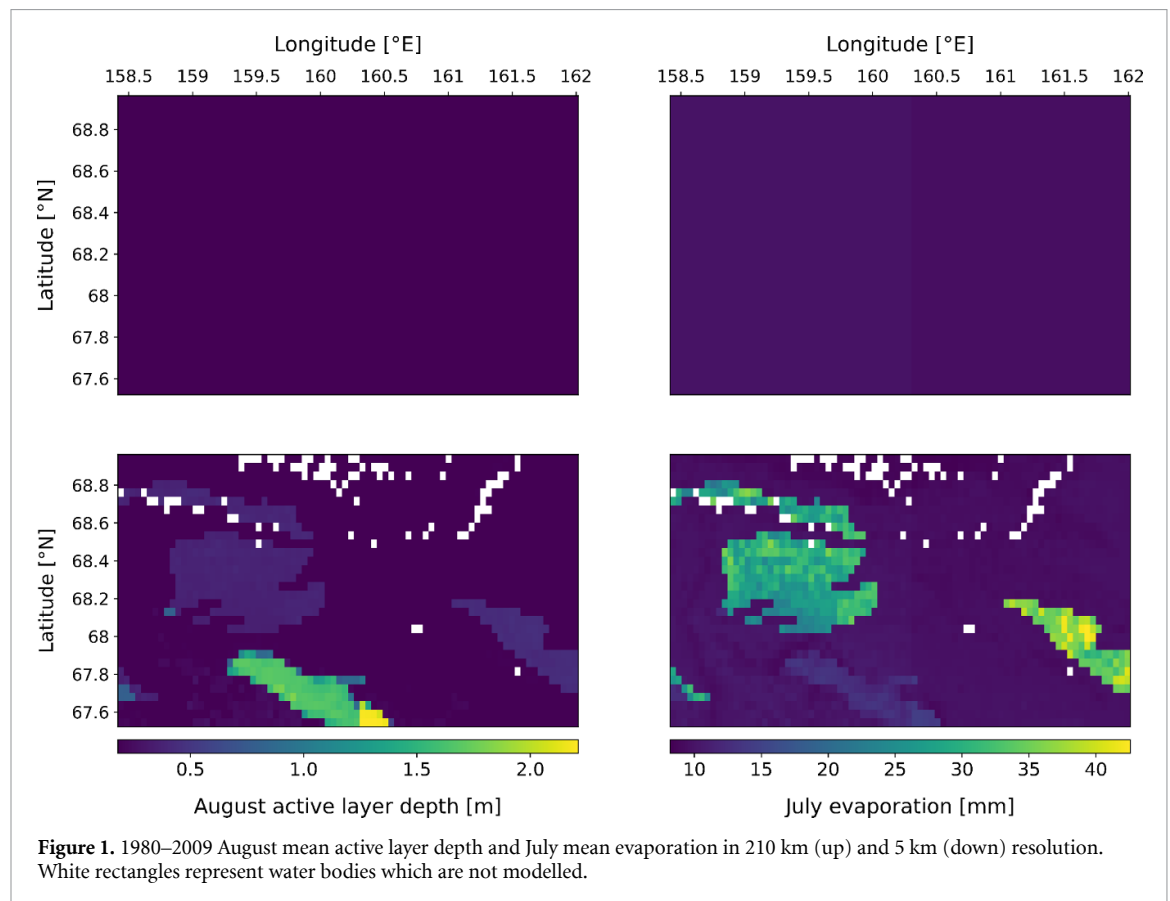 Longitude [°E]
Longitude [°E]
158.5 159 159.5 160 160.5 161 161.5 162
158.5 159 159.5 160 160.5 161 161.5 162
Latitude [°N]
68.8
68.6
68.4
68.2
68
67.8
67.6
Latitude [°N]
68.8
68.6
68.4
68.2
68
67.8
67.6
0.5 1.0 1.5 2.0
10 15 20 25 30 35 40
August active layer depth [m]
July evaporation [mm]
Figure 1. 1980–2009 August mean active layer depth and July mean evaporation in 210 km (up) and 5 km (down) resolution.
White rectangles represent water bodies which are not modelled.